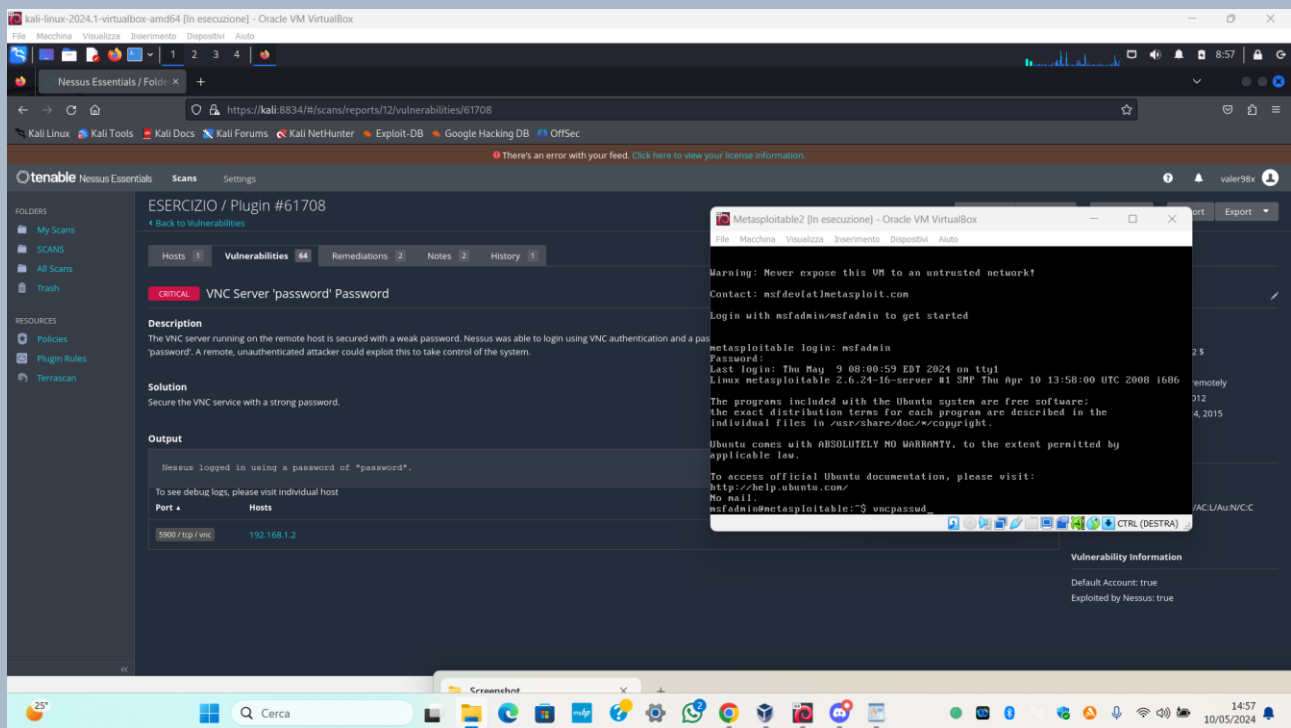 kali-linux-2024.1-virtualbox-amd64 [In esecuzione] - Oracle VM VirtualBox
File Macchina Visualizza Inserimento Dispositivi Aiuto
1 2 3 4
8:57
Nessus Essentials / Folde
https://kali:8834/#/scans/reports/12/vulnerabilities/61708
Kali Linux Kali Tools Kali Docs Kali Forums Kali NetHunter Exploit-DB Google Hacking DB OffSec
There's an error with your feed. Click here to view your license information.
tenable Nessus Essentials Scans Settings
valer98x
FOLDERS
My Scans
SCANS
All Scans
Trash
RESOURCES
Policies
Plugin Rules
Terrascan
ESERCIZIO / Plugin #61708
Back to Vulnerabilities
ort Export
Hosts 1 Vulnerabilities 64 Remediations 2 Notes 2 History 1
CRITICAL VNC Server 'password' Password
Description
The VNC server running on the remote host is secured with a weak password. Nessus was able to login using VNC authentication and a pas
'password'. A remote, unauthenticated attacker could exploit this to take control of the system.
Solution
Secure the VNC service with a strong password.
Output
Nessus logged in using a password of "password".
To see debug logs, please visit individual host
Port Hosts
5900 / tcp / vnc 192.168.1.2
Metasploitable2 [In esecuzione] - Oracle VM VirtualBox
File Macchina Visualizza Inserimento Dispositivi Aiuto
Warning: Never expose this VM to an untrusted network!
Contact: msfdev[at]metasploit.com
Login with msfadmin/msfadmin to get started
metasploitable login: msfadmin
Password:
Last login: Thu May 9 08:00:59 EDT 2024 on tty1
Linux metasploitable 2.6.24-16-server #1 SMP Thu Apr 10 13:58:00 UTC 2008 i686
The programs included with the Ubuntu system are free software;
the exact distribution terms for each program are described in the
individual files in /usr/share/doc/*/copyright.
Ubuntu comes with ABSOLUTELY NO WARRANTY, to the extent permitted by
applicable law.
To access official Ubuntu documentation, please visit:
http://help.ubuntu.com/
No mail.
msfadmin@metasploitable:~$ vncpasswd_
CTRL (DESTRA)
2 $
emotely
012
4, 2015
/AC:L/Au:N/C:C
Vulnerability Information
Default Account: true
Exploited by Nessus: true
Screenshot
25°
Cerca
14:57
10/05/2024